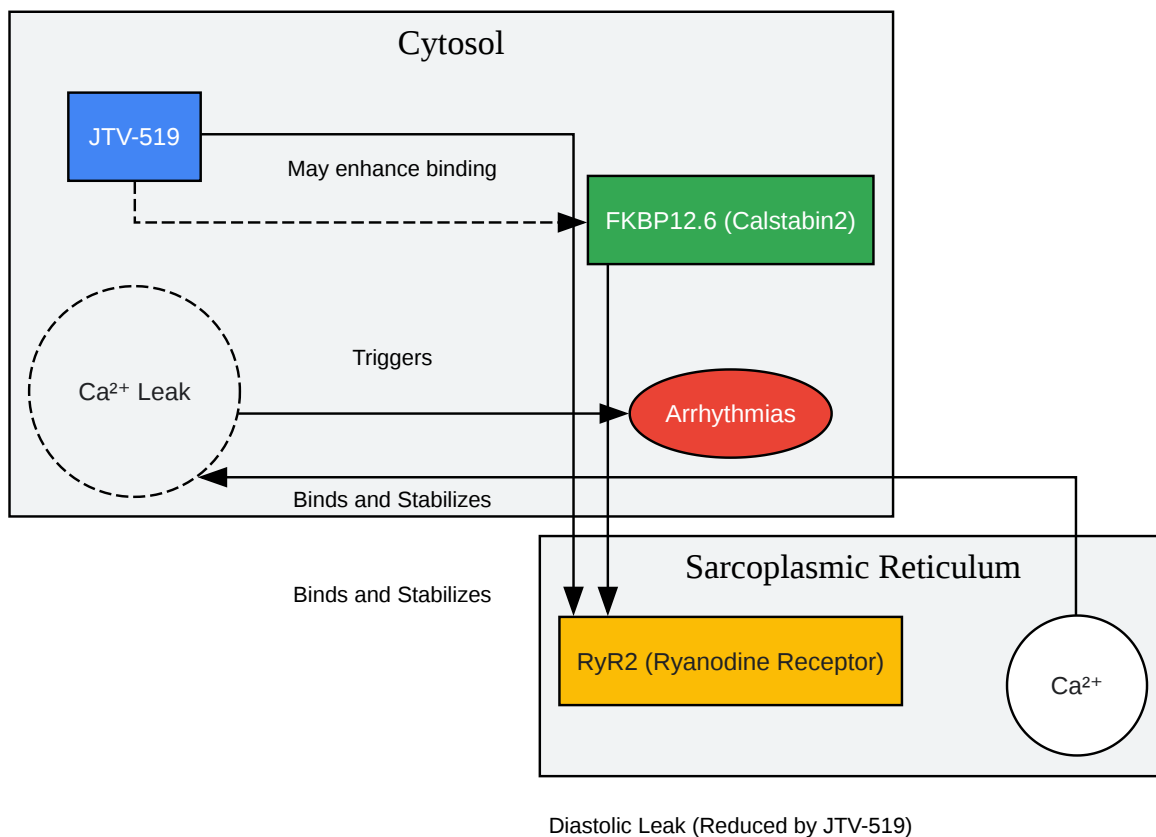 Cytosol
JTV-519
May enhance binding
FKBP12.6 (Calstabin2)
Triggers
Ca²⁺ Leak
Arrhythmias
Binds and Stabilizes
Sarcoplasmic Reticulum
Binds and Stabilizes
RyR2 (Ryanodine Receptor)
Ca²⁺
Diastolic Leak (Reduced by JTV-519)